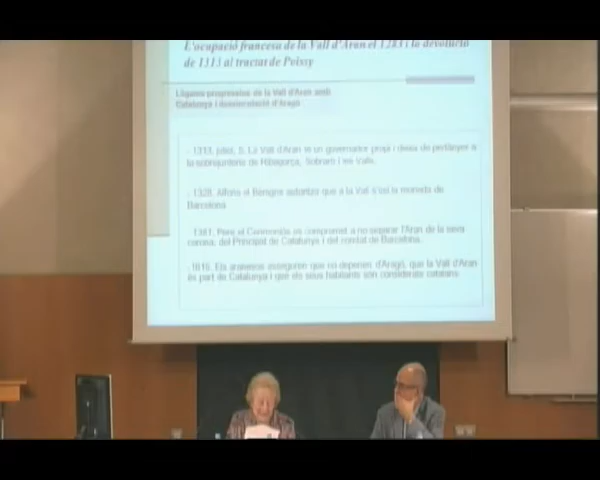 L'ocupació francesa de la Vall d'Aran el 1283 i la devolució
de 1313 al tractat de Poissy
Lligams progressius de la Vall d'Aran amb
Catalunya i desvinculació d'Aragó
- 1313, juliol, 5. La Vall d'Aran té un governador propi i deixa de pertànyer a
la sobrejunteria de Ribagorça, Sobrarb i les Valls.
- 1328, Alfons el Benigne autoritza que a la Vall s'usi la moneda de
Barcelona
- 1381, Pere el Cerimoniós es compromet a no separar l'Aran de la seva
corona, del Principat de Catalunya i del comtat de Barcelona.
-1616, Els aranesos asseguren que no depenen d'Aragó, que la Vall d'Aran
és part de Catalunya i que els seus habitants són considerats catalans